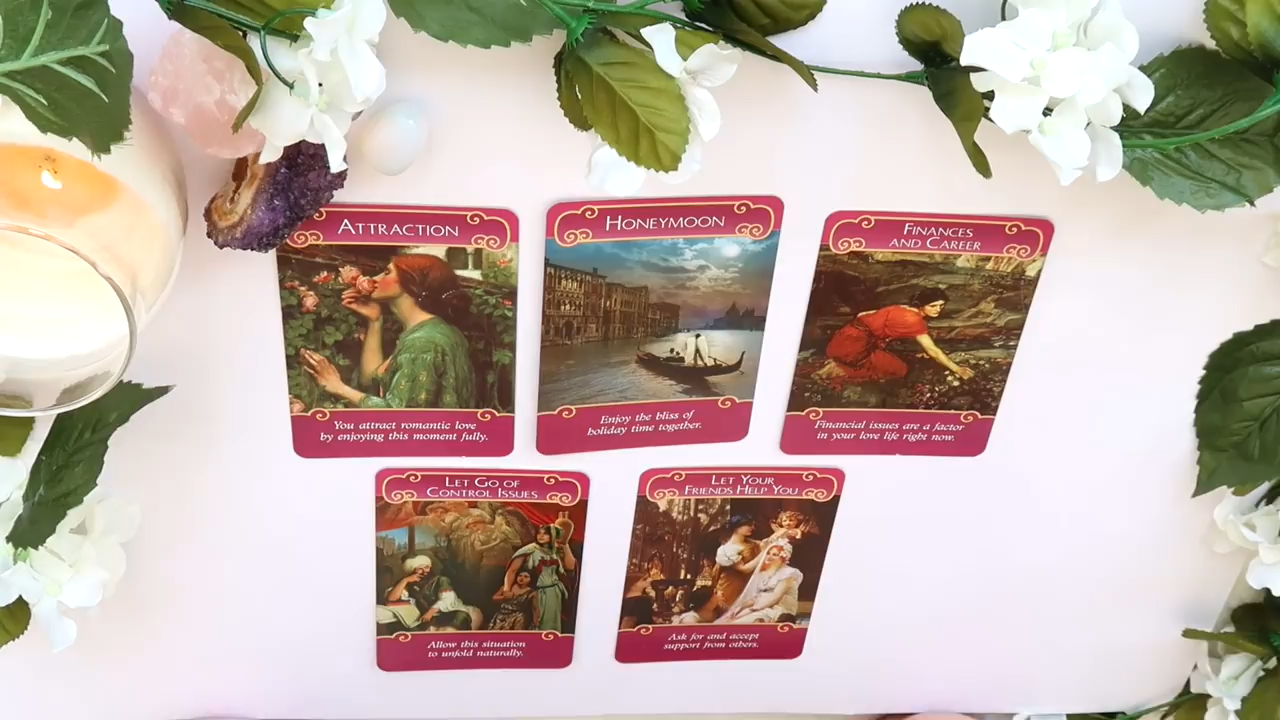 ATTRACTION
You attract romantic love
by enjoying this moment fully.
HONEYMOON
Enjoy the bliss of
holiday time together.
FINANCES
AND CAREER
Financial issues are a factor
in your love life right now.
LET GO OF
CONTROL ISSUES
Allow this situation
to unfold naturally.
LET YOUR
FRIENDS HELP YOU
Ask for and accept
support from others.